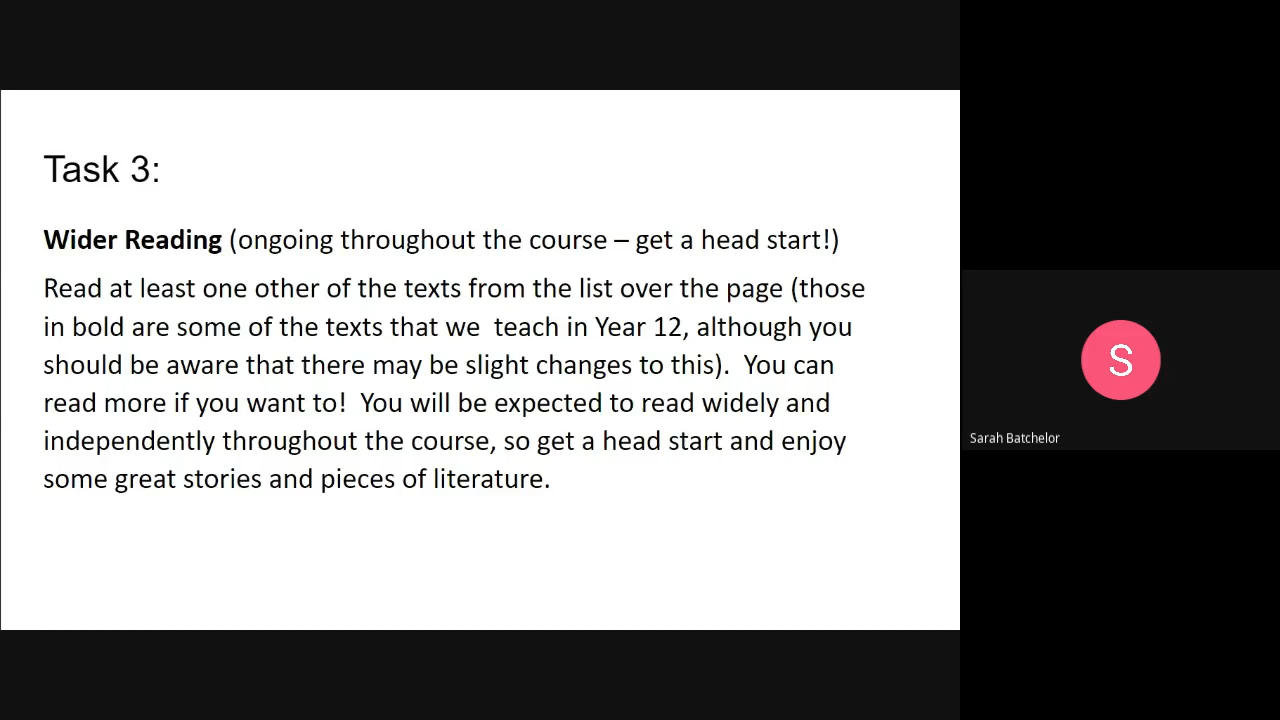 Task 3:
Wider Reading (ongoing throughout the course – get a head start!)
Read at least one other of the texts from the list over the page (those
in bold are some of the texts that we  teach in Year 12, although you
should be aware that there may be slight changes to this).  You can
read more if you want to!  You will be expected to read widely and
independently throughout the course, so get a head start and enjoy
some great stories and pieces of literature.
S
Sarah Batchelor